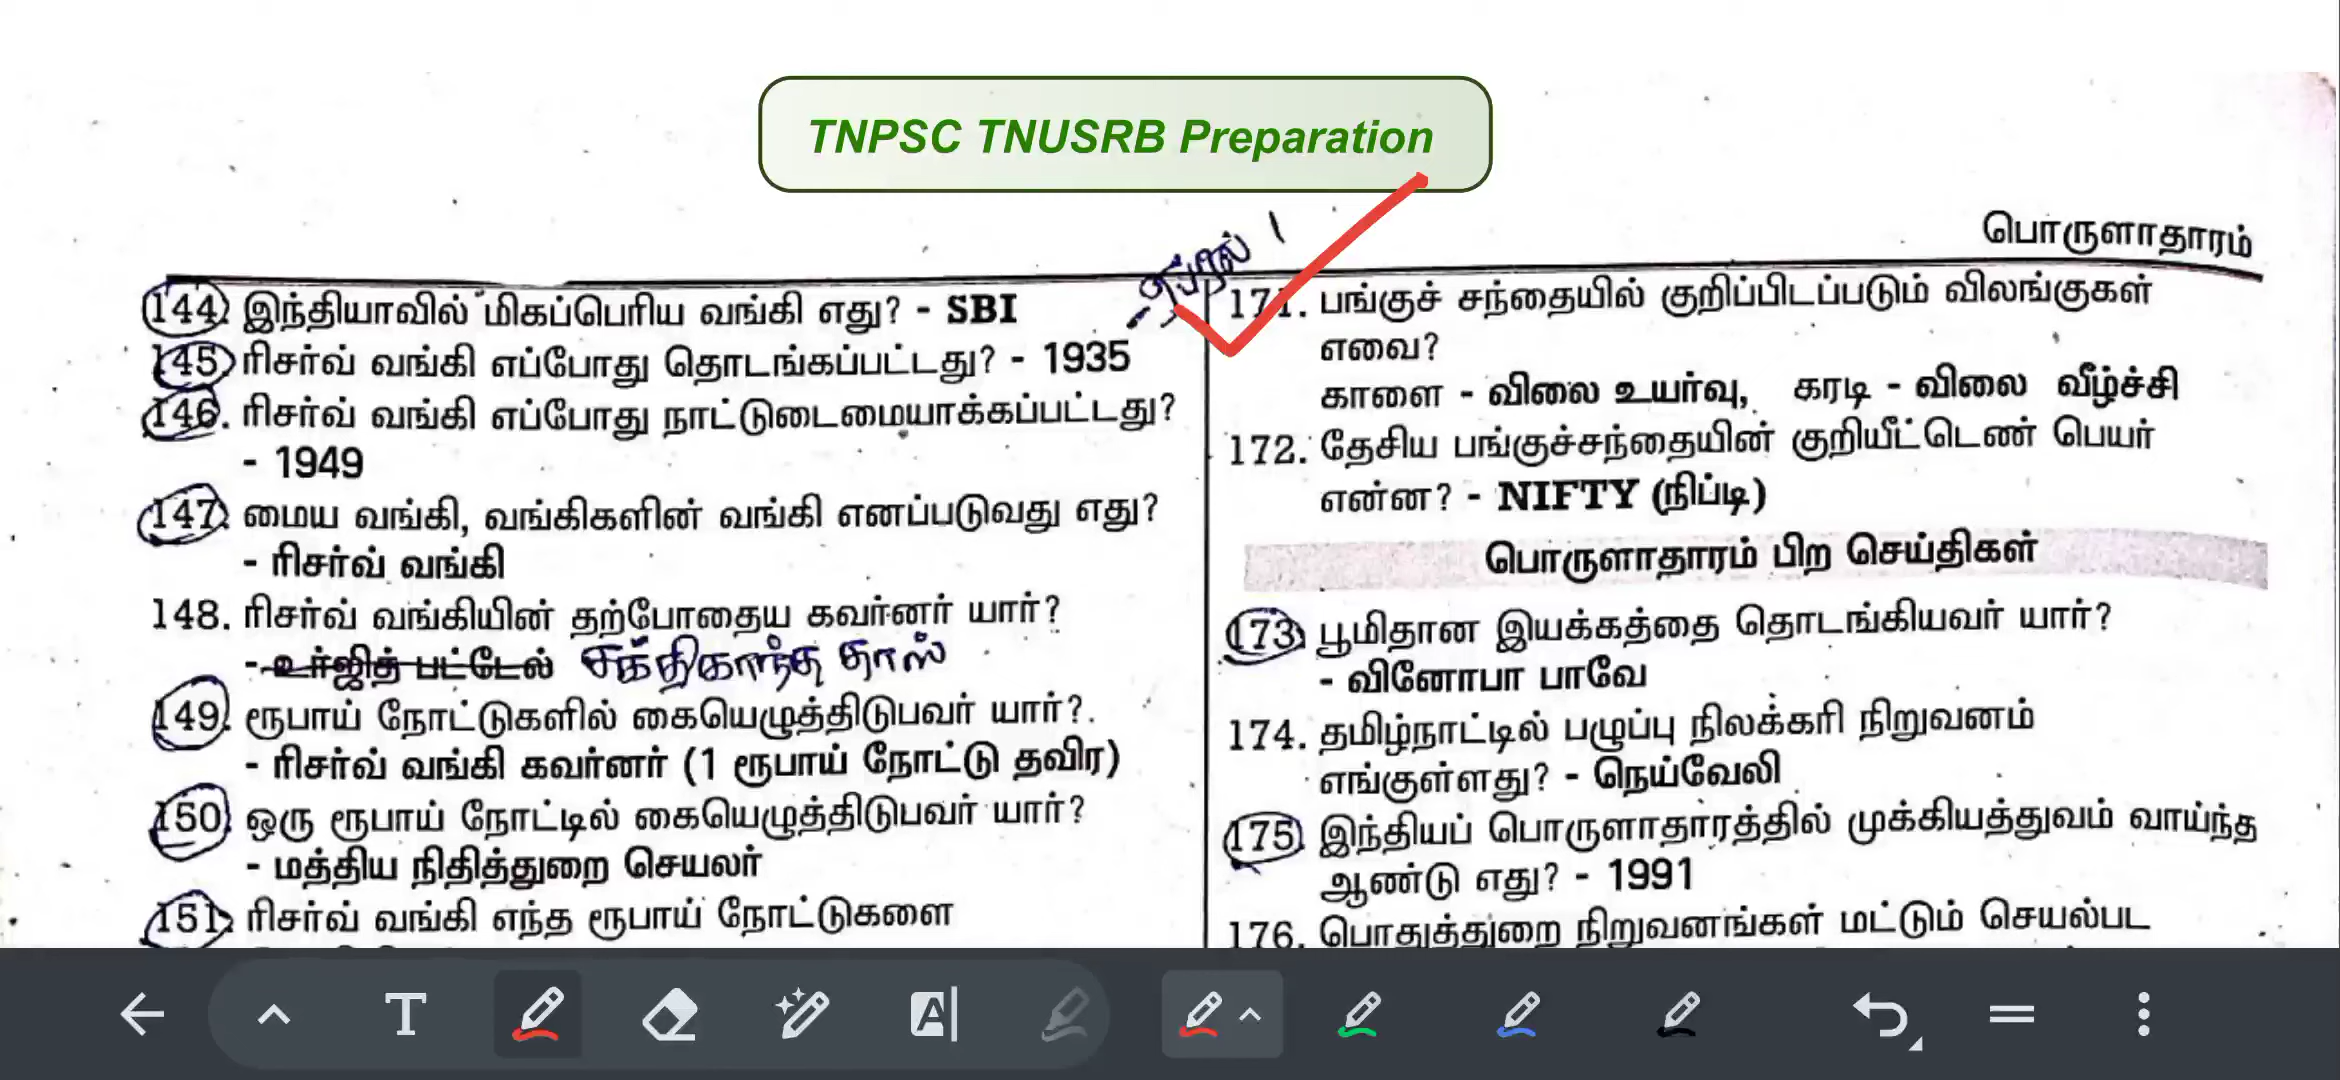 TNPSC TNUSRB Preparation
பொருளாதாரம்
ஏப்ரல் 1
144. இந்தியாவில் மிகப்பெரிய வங்கி எது? - SBI
145. ரிசர்வ் வங்கி எப்போது தொடங்கப்பட்டது? - 1935
146. ரிசர்வ் வங்கி எப்போது நாட்டுடைமையாக்கப்பட்டது?
- 1949
147. மைய வங்கி, வங்கிகளின் வங்கி எனப்படுவது எது?
- ரிசர்வ் வங்கி
148. ரிசர்வ் வங்கியின் தற்போதைய கவர்னர் யார்?
- உர்ஜித் பட்டேல் சக்திகாந்த தாஸ்
149. ரூபாய் நோட்டுகளில் கையெழுத்திடுபவர் யார்?
- ரிசர்வ் வங்கி கவர்னர் (1 ரூபாய் நோட்டு தவிர)
150. ஒரு ரூபாய் நோட்டில் கையெழுத்திடுபவர் யார்?
- மத்திய நிதித்துறை செயலர்
151. ரிசர்வ் வங்கி எந்த ரூபாய் நோட்டுகளை
171. பங்குச் சந்தையில் குறிப்பிடப்படும் விலங்குகள்
எவை?
காளை - விலை உயர்வு, கரடி - விலை வீழ்ச்சி
172. தேசிய பங்குச்சந்தையின் குறியீட்டெண் பெயர்
என்ன? - NIFTY (நிப்டி)
பொருளாதாரம் பிற செய்திகள்
173. பூமிதான இயக்கத்தை தொடங்கியவர் யார்?
- வினோபா பாவே
174. தமிழ்நாட்டில் பழுப்பு நிலக்கரி நிறுவனம்
எங்குள்ளது? - நெய்வேலி
175. இந்தியப் பொருளாதாரத்தில் முக்கியத்துவம் வாய்ந்த
ஆண்டு எது? - 1991
176. பொதுத்துறை நிறுவனங்கள் மட்டும் செயல்பட